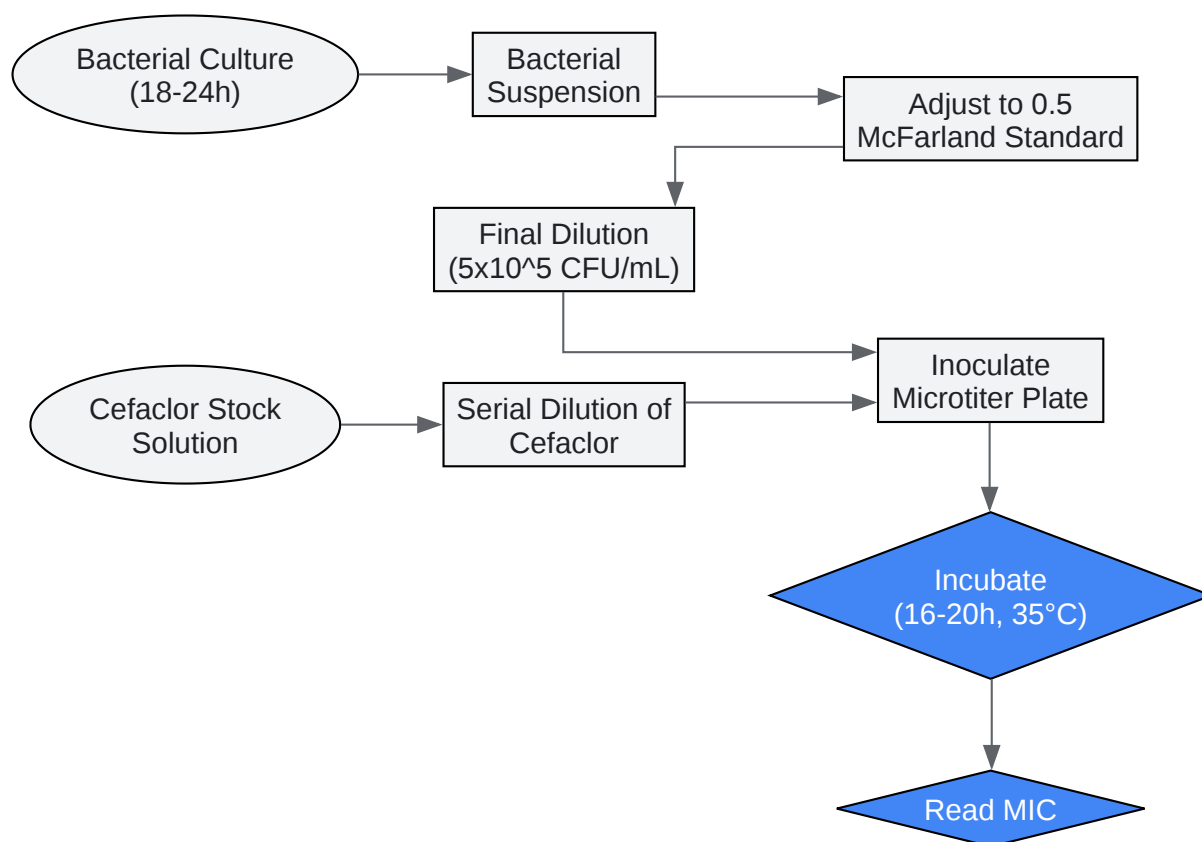 Bacterial Culture
(18-24h)
Bacterial
Suspension
Adjust to 0.5
McFarland Standard
Final Dilution
(5x10^5 CFU/mL)
Cefaclor Stock
Solution
Serial Dilution of
Cefaclor
Inoculate
Microtiter Plate
Incubate
(16-20h, 35°C)
Read MIC